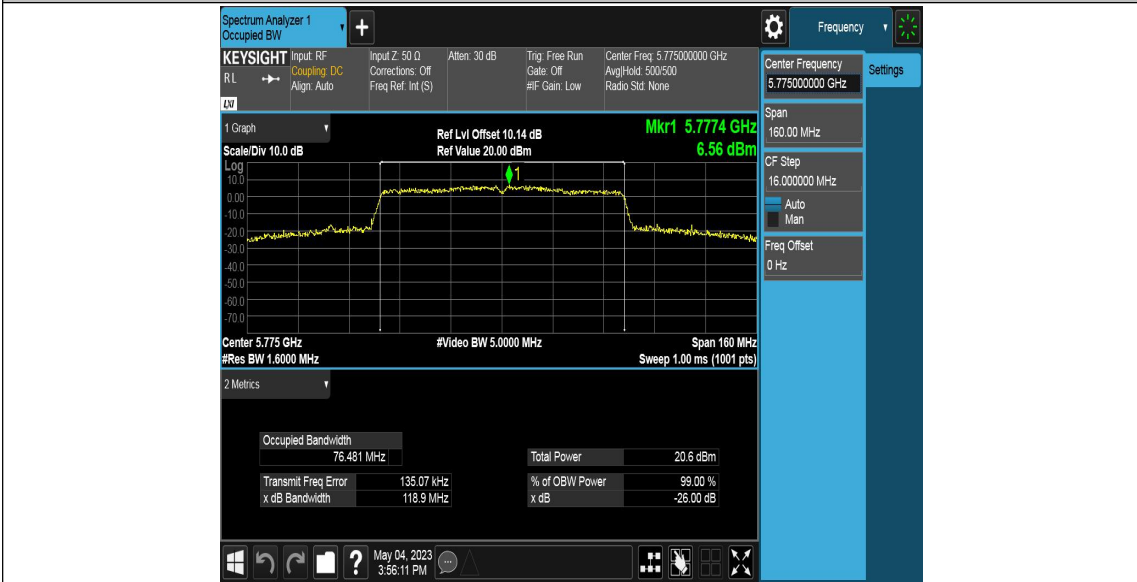 Spectrum Analyzer 1
Occupied BW
+
Frequency
KEYSIGHT
RL
LXI
Input: RF
Coupling: DC
Align: Auto
Input Z: 50 Ω
Corrections: Off
Freq Ref: Int (S)
Atten: 30 dB
Trig: Free Run
Gate: Off
#IF Gain: Low
Center Freq: 5.775000000 GHz
Avg|Hold: 500/500
Radio Std: None
Center Frequency
5.775000000 GHz
Settings
Span
160.00 MHz
CF Step
16.000000 MHz
Auto
Man
Freq Offset
0 Hz
1 Graph
Scale/Div 10.0 dB
Ref Lvl Offset 10.14 dB
Ref Value 20.00 dBm
Mkr1 5.7774 GHz
6.56 dBm
Log
10.0
0.00
-10.0
-20.0
-30.0
-40.0
-50.0
-60.0
-70.0
1
Center 5.775 GHz
#Video BW 5.0000 MHz
Span 160 MHz
#Res BW 1.6000 MHz
Sweep 1.00 ms (1001 pts)
2 Metrics
Occupied Bandwidth
76.481 MHz
Total Power 20.6 dBm
Transmit Freq Error 135.07 kHz
% of OBW Power 99.00 %
x dB Bandwidth 118.9 MHz
x dB -26.00 dB
?
May 04, 2023
3:56:11 PM